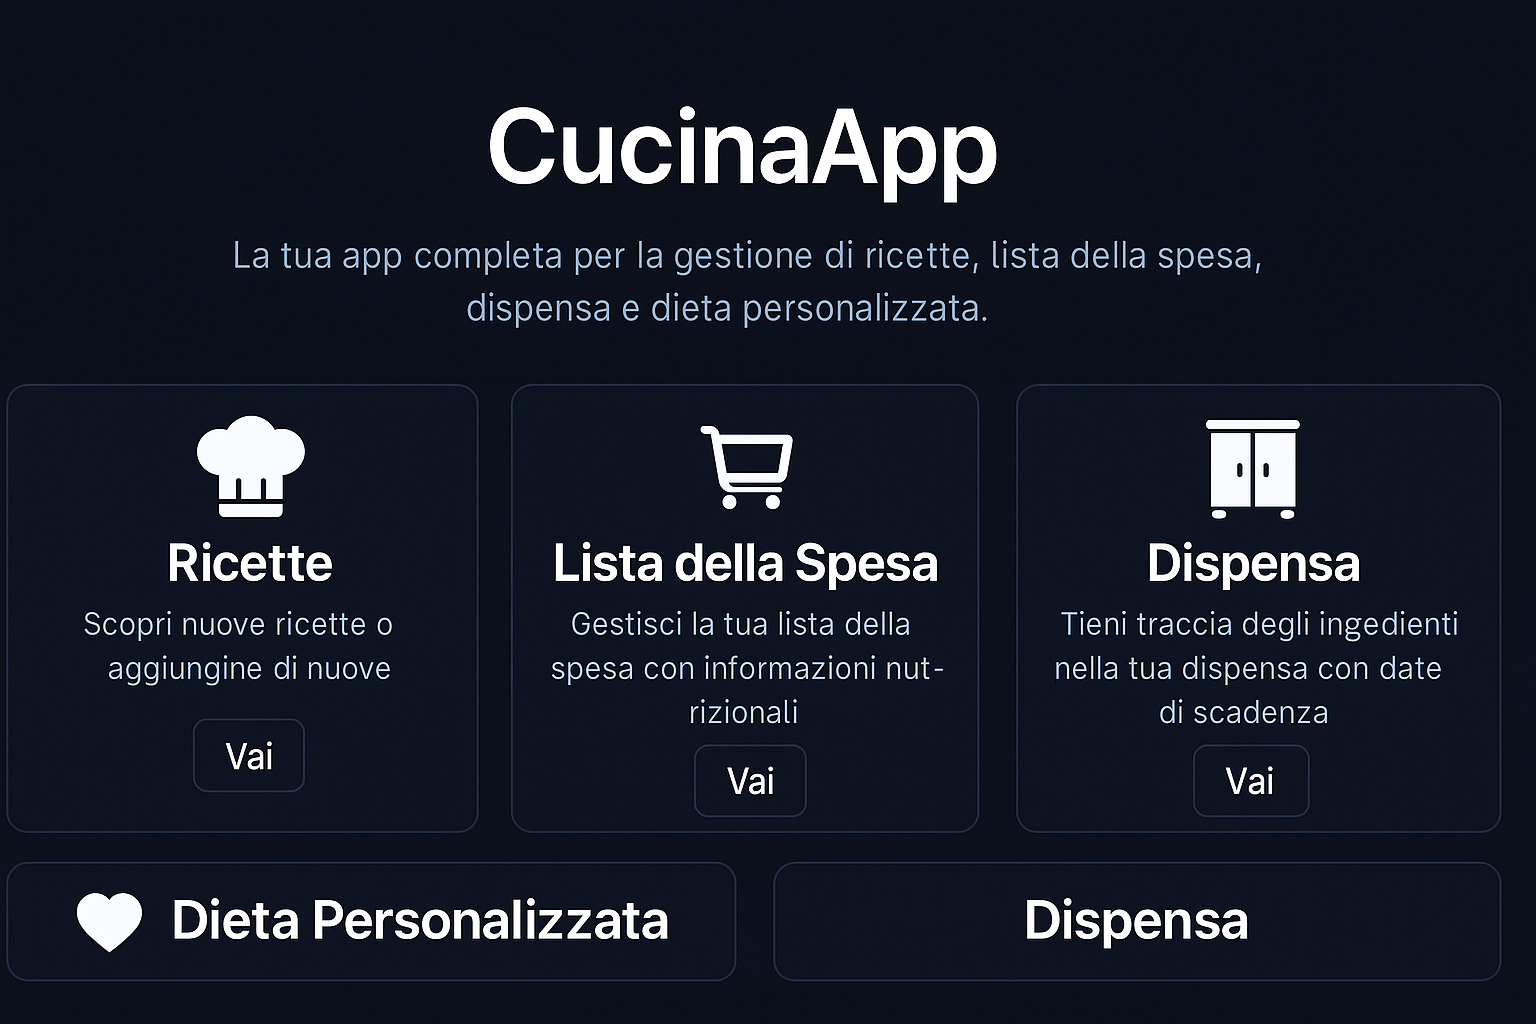 CucinaApp
La tua app completa per la gestione di ricette, lista della spesa,
dispensa e dieta personalizzata.
Ricette
Scopri nuove ricette o
aggiungine di nuove
Vai
Lista della Spesa
Gestisci la tua lista della
spesa con informazioni nut-
rizionali
Vai
Dispensa
Tieni traccia degli ingedienti
nella tua dispensa con date
di scadenza
Vai
Dieta Personalizzata
Dispensa